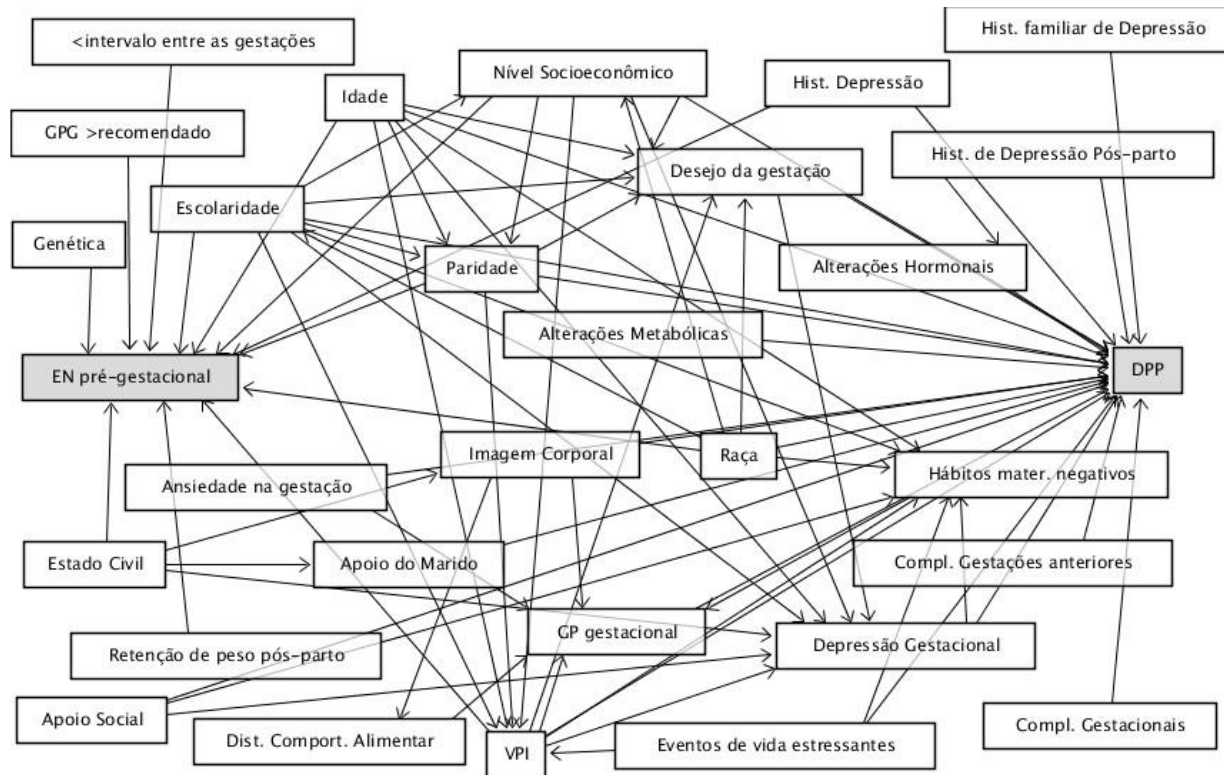 Hist. familiar de Depressão
<intervalo entre as gestações
Nível Socioeconômico
Hist. Depressão
Idade
GPG >recomendado
Hist. de Depressão Pós-parto
Desejo da gestação
Escolaridade
Genética
Paridade
Alterações Hormonais
Alterações Metabólicas
EN pré-gestacional
DPP
Imagem Corporal
Raça
Hábitos mater. negativos
Ansiedade na gestação
Estado Civil
Apoio do Marido
Compl. Gestações anteriores
GP gestacional
Depressão Gestacional
Retenção de peso pós-parto
Apoio Social
Compl. Gestacionais
Dist. Comport. Alimentar
VPI
Eventos de vida estressantes